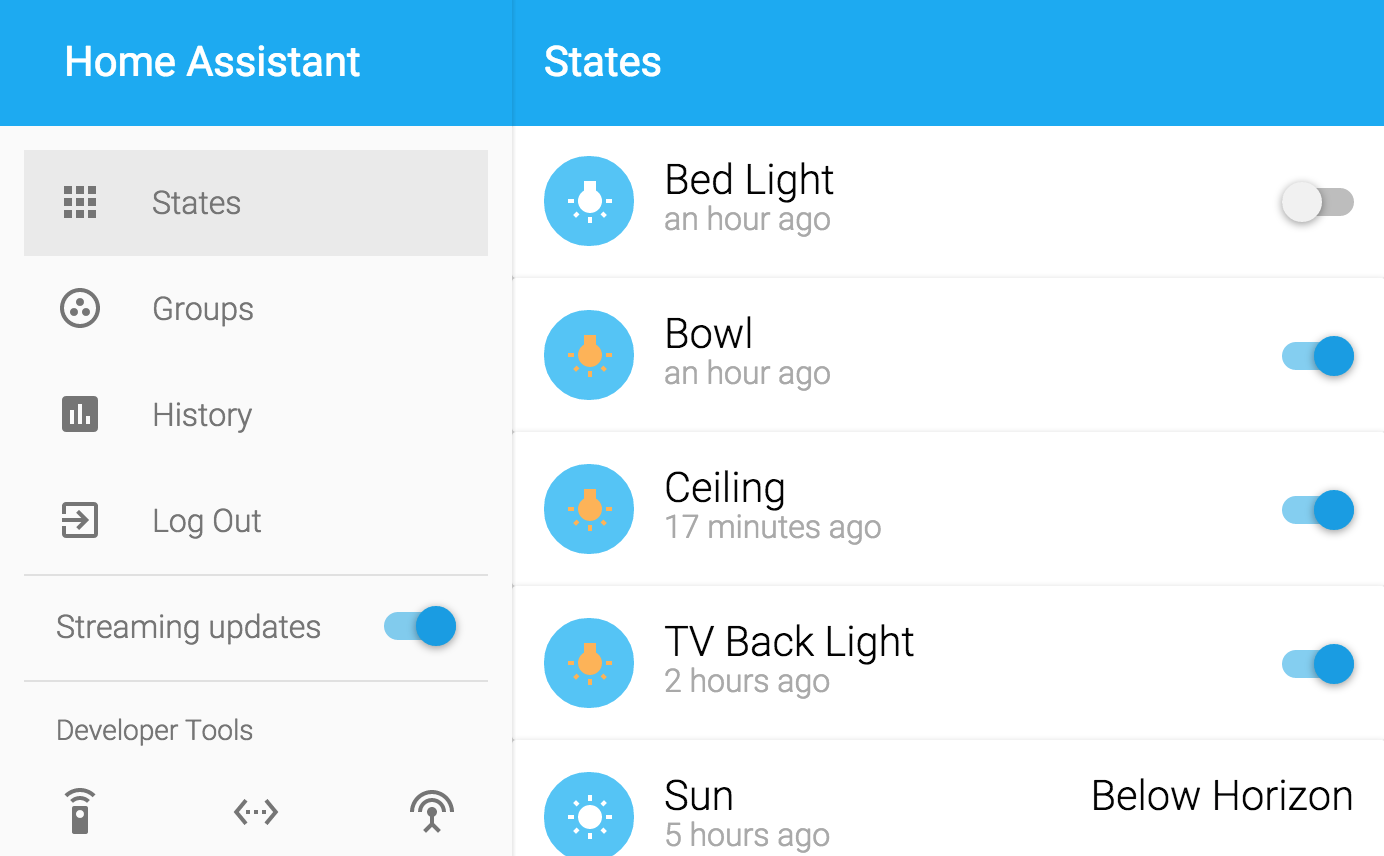 Home Assistant
States
Groups
History
Log Out
Streaming updates
Developer Tools
States
Bed Light
an hour ago
Bowl
an hour ago
Ceiling
17 minutes ago
TV Back Light
2 hours ago
Sun
Below Horizon
5 hours ago